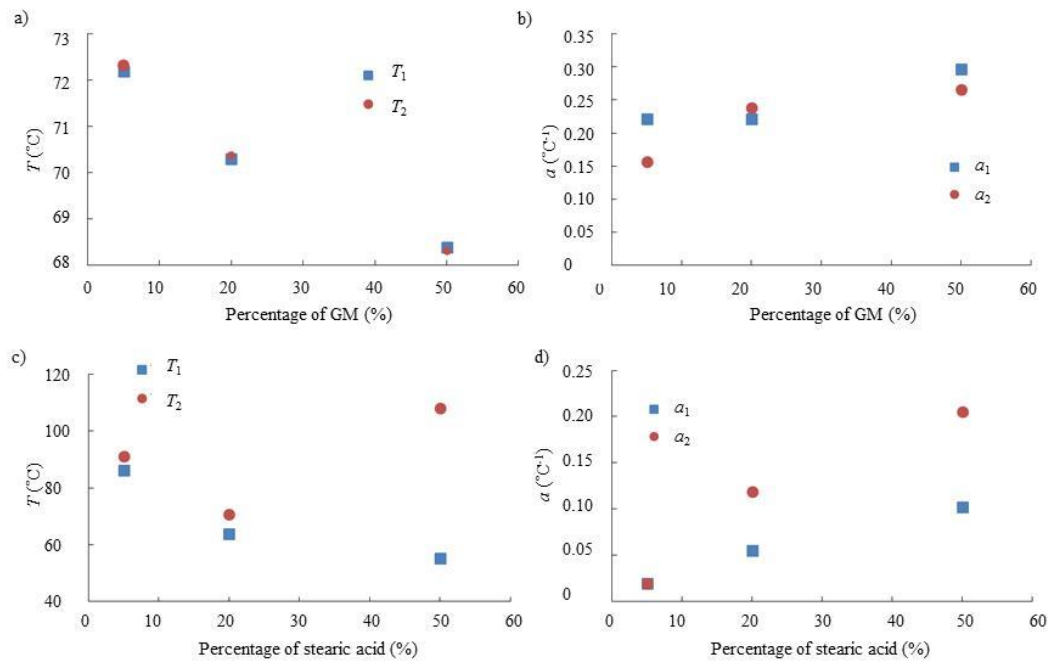 a)
73
72
71
70
69
68
T (°C)
T1
T2
0 10 20 30 40 50 60
Percentage of GM (%)
b)
0.35
0.30
0.25
0.20
0.15
0.10
0.05
0
a (°C-1)
a1
a2
0 10 20 30 40 50 60
Percentage of GM (%)
c)
T1
T2
120
100
80
60
40
T (°C)
0 10 20 30 40 50 60
Percentage of stearic acid (%)
d)
0.25
0.20
0.15
0.10
0.05
0
a (°C-1)
a1
a2
0 10 20 30 40 50 60
Percentage of stearic acid (%)